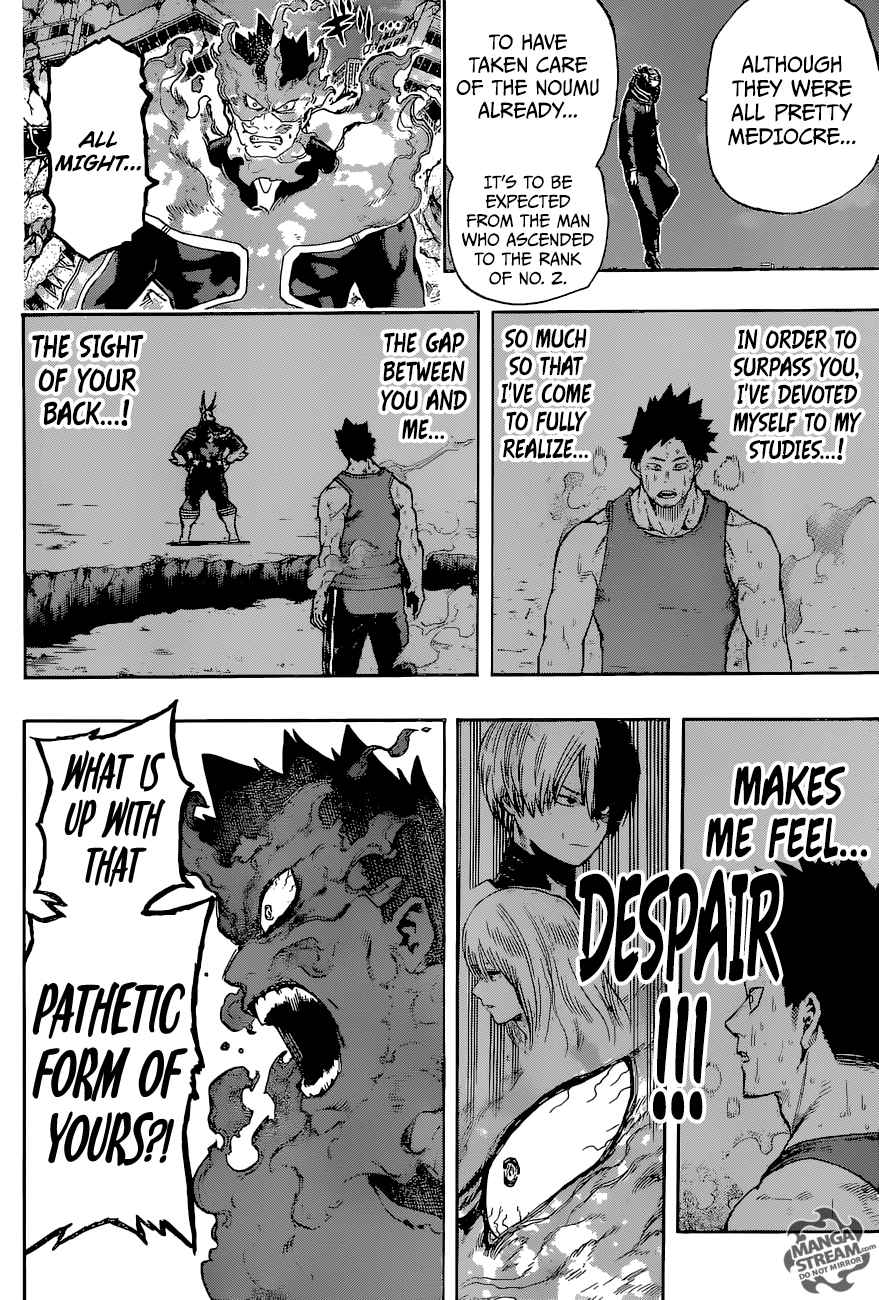 ALTHOUGH
THEY WERE
ALL PRETTY
MEDIOCRE...
TO HAVE
TAKEN CARE
OF THE NOUMU
ALREADY...
IT'S TO BE
EXPECTED
FROM THE MAN
WHO ASCENDED
TO THE RANK
OF NO. 2.
ALL
MIGHT...
IN ORDER TO
SURPASS YOU,
I'VE DEVOTED
MYSELF TO MY
STUDIES...!
SO MUCH
SO THAT
I'VE COME
TO FULLY
REALIZE...
THE GAP
BETWEEN
YOU AND
ME...
THE SIGHT
OF YOUR
BACK...!
MAKES
ME FEEL...
DESPAIR
!!!
WHAT IS
UP WITH
THAT
PATHETIC
FORM OF
YOURS?!
MANGA
STREAM.com
DO NOT MIRROR!